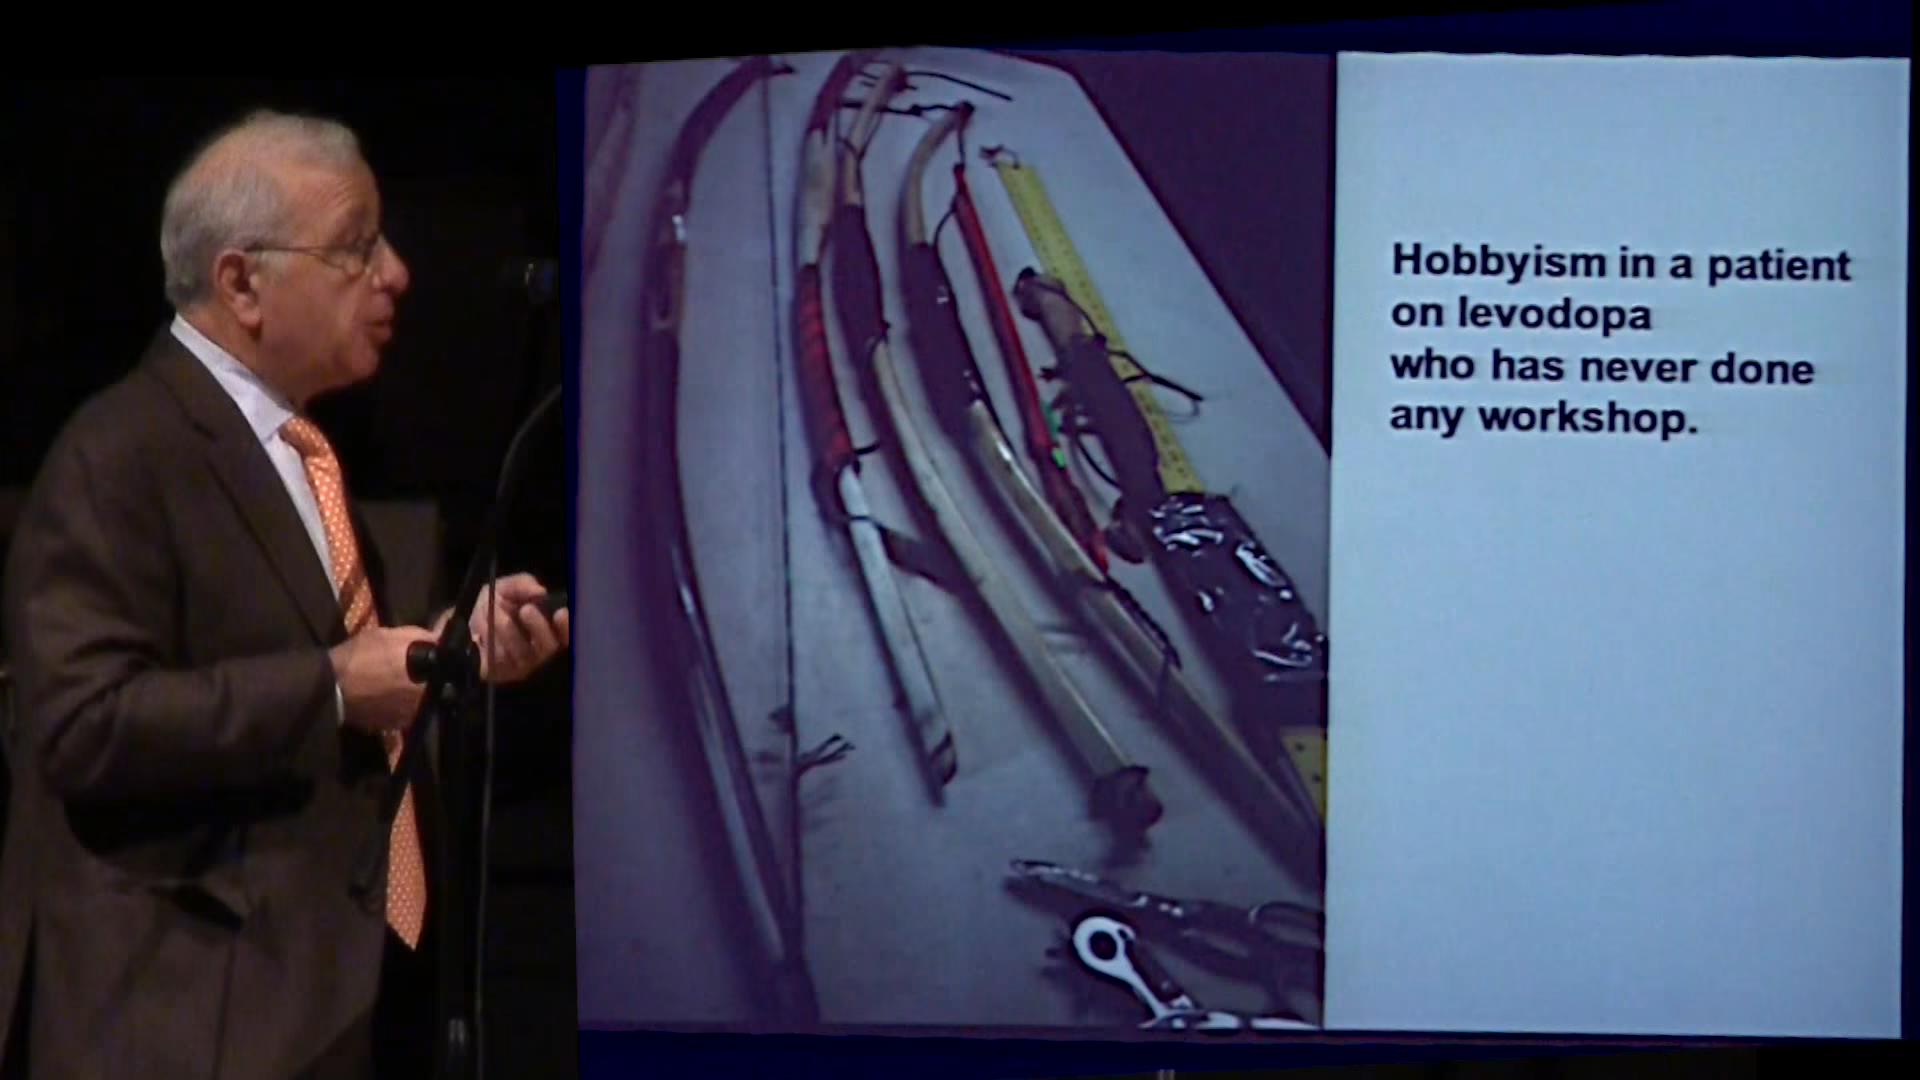 Hobbyism in a patient
on levodopa
who has never done
any workshop.